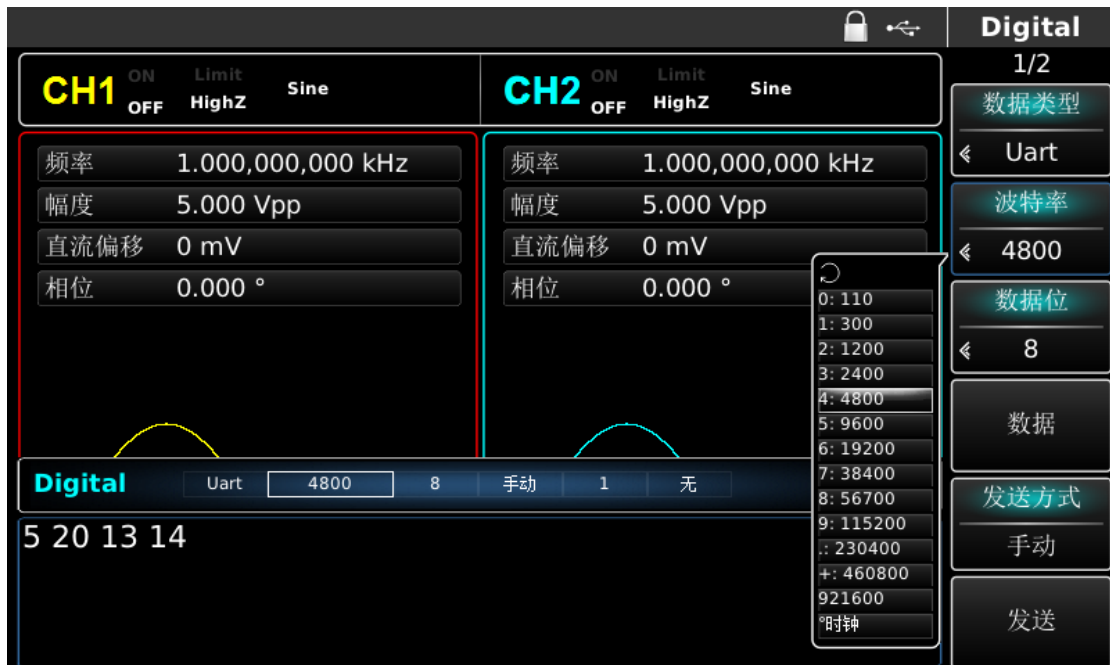 Digital
1/2
CH1 ON OFF Limit HighZ Sine
CH2 ON OFF Limit HighZ Sine
频率 1.000,000,000 kHz
幅度 5.000 Vpp
直流偏移 0 mV
相位 0.000 °
频率 1.000,000,000 kHz
幅度 5.000 Vpp
直流偏移 0 mV
相位 0.000 °
0: 110
1: 300
2: 1200
3: 2400
4: 4800
5: 9600
6: 19200
7: 38400
8: 56700
9: 115200
.: 230400
+: 460800
921600
°时钟
数据类型
Uart
波特率
4800
数据位
8
数据
发送方式
手动
发送
Digital Uart 4800 8 手动 1 无
5 20 13 14